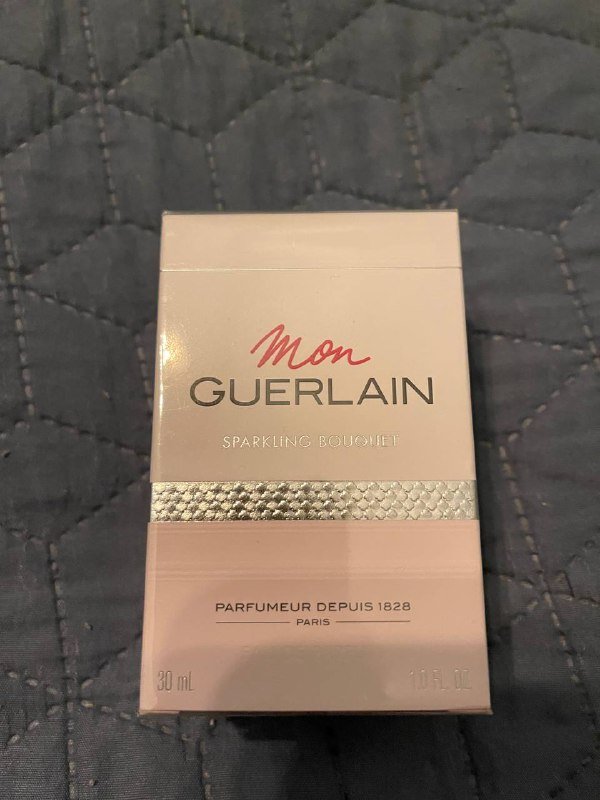 Mon
GUERLAIN
SPARKLING BOUQUET
PARFUMEUR DEPUIS 1828
PARIS
30 ml
1.0 FL. OZ